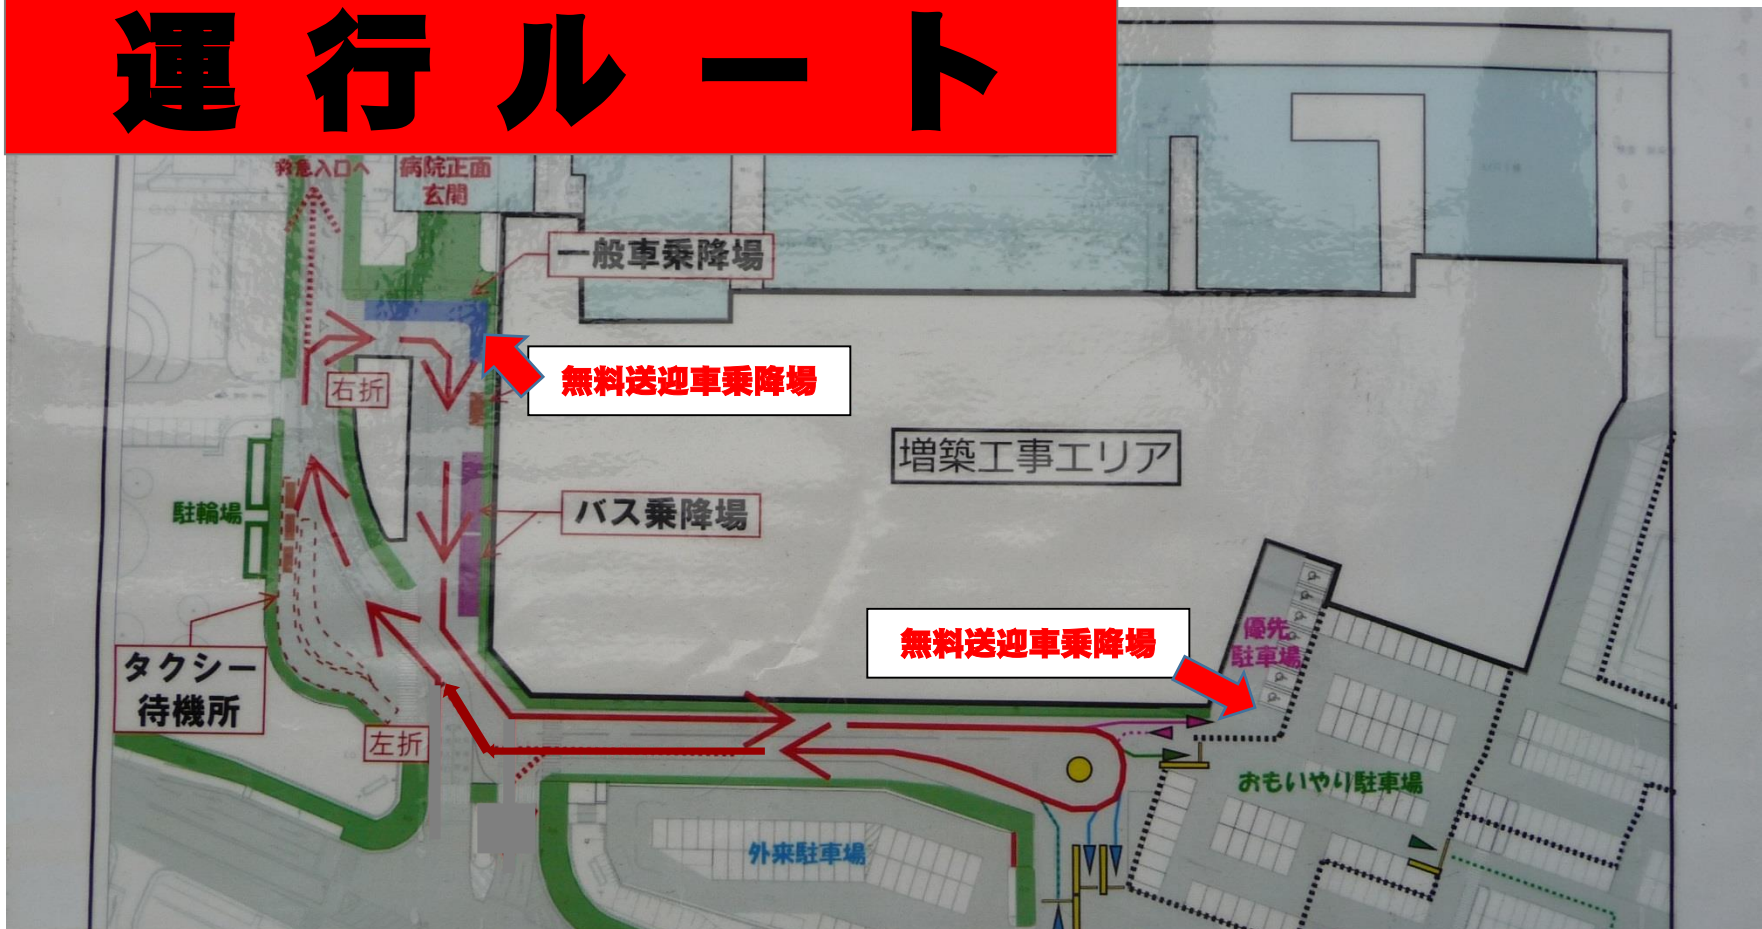 運行ルート
救急入口へ
病院正面
玄関
一般車乗降場
無料送迎車乗降場
右折
増築工事エリア
駐輪場
バス乗降場
無料送迎車乗降場
優先
駐車場
タクシー
待機所
左折
おもいやり駐車場
外来駐車場